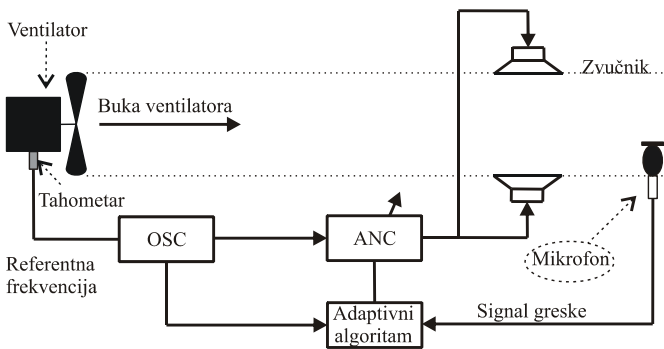 Ventilator
Zvučnik
Buka ventilatora
Tahometar
OSC
ANC
Referentna
frekvencija
Mikrofon
Adaptivni
algoritam
Signal greske